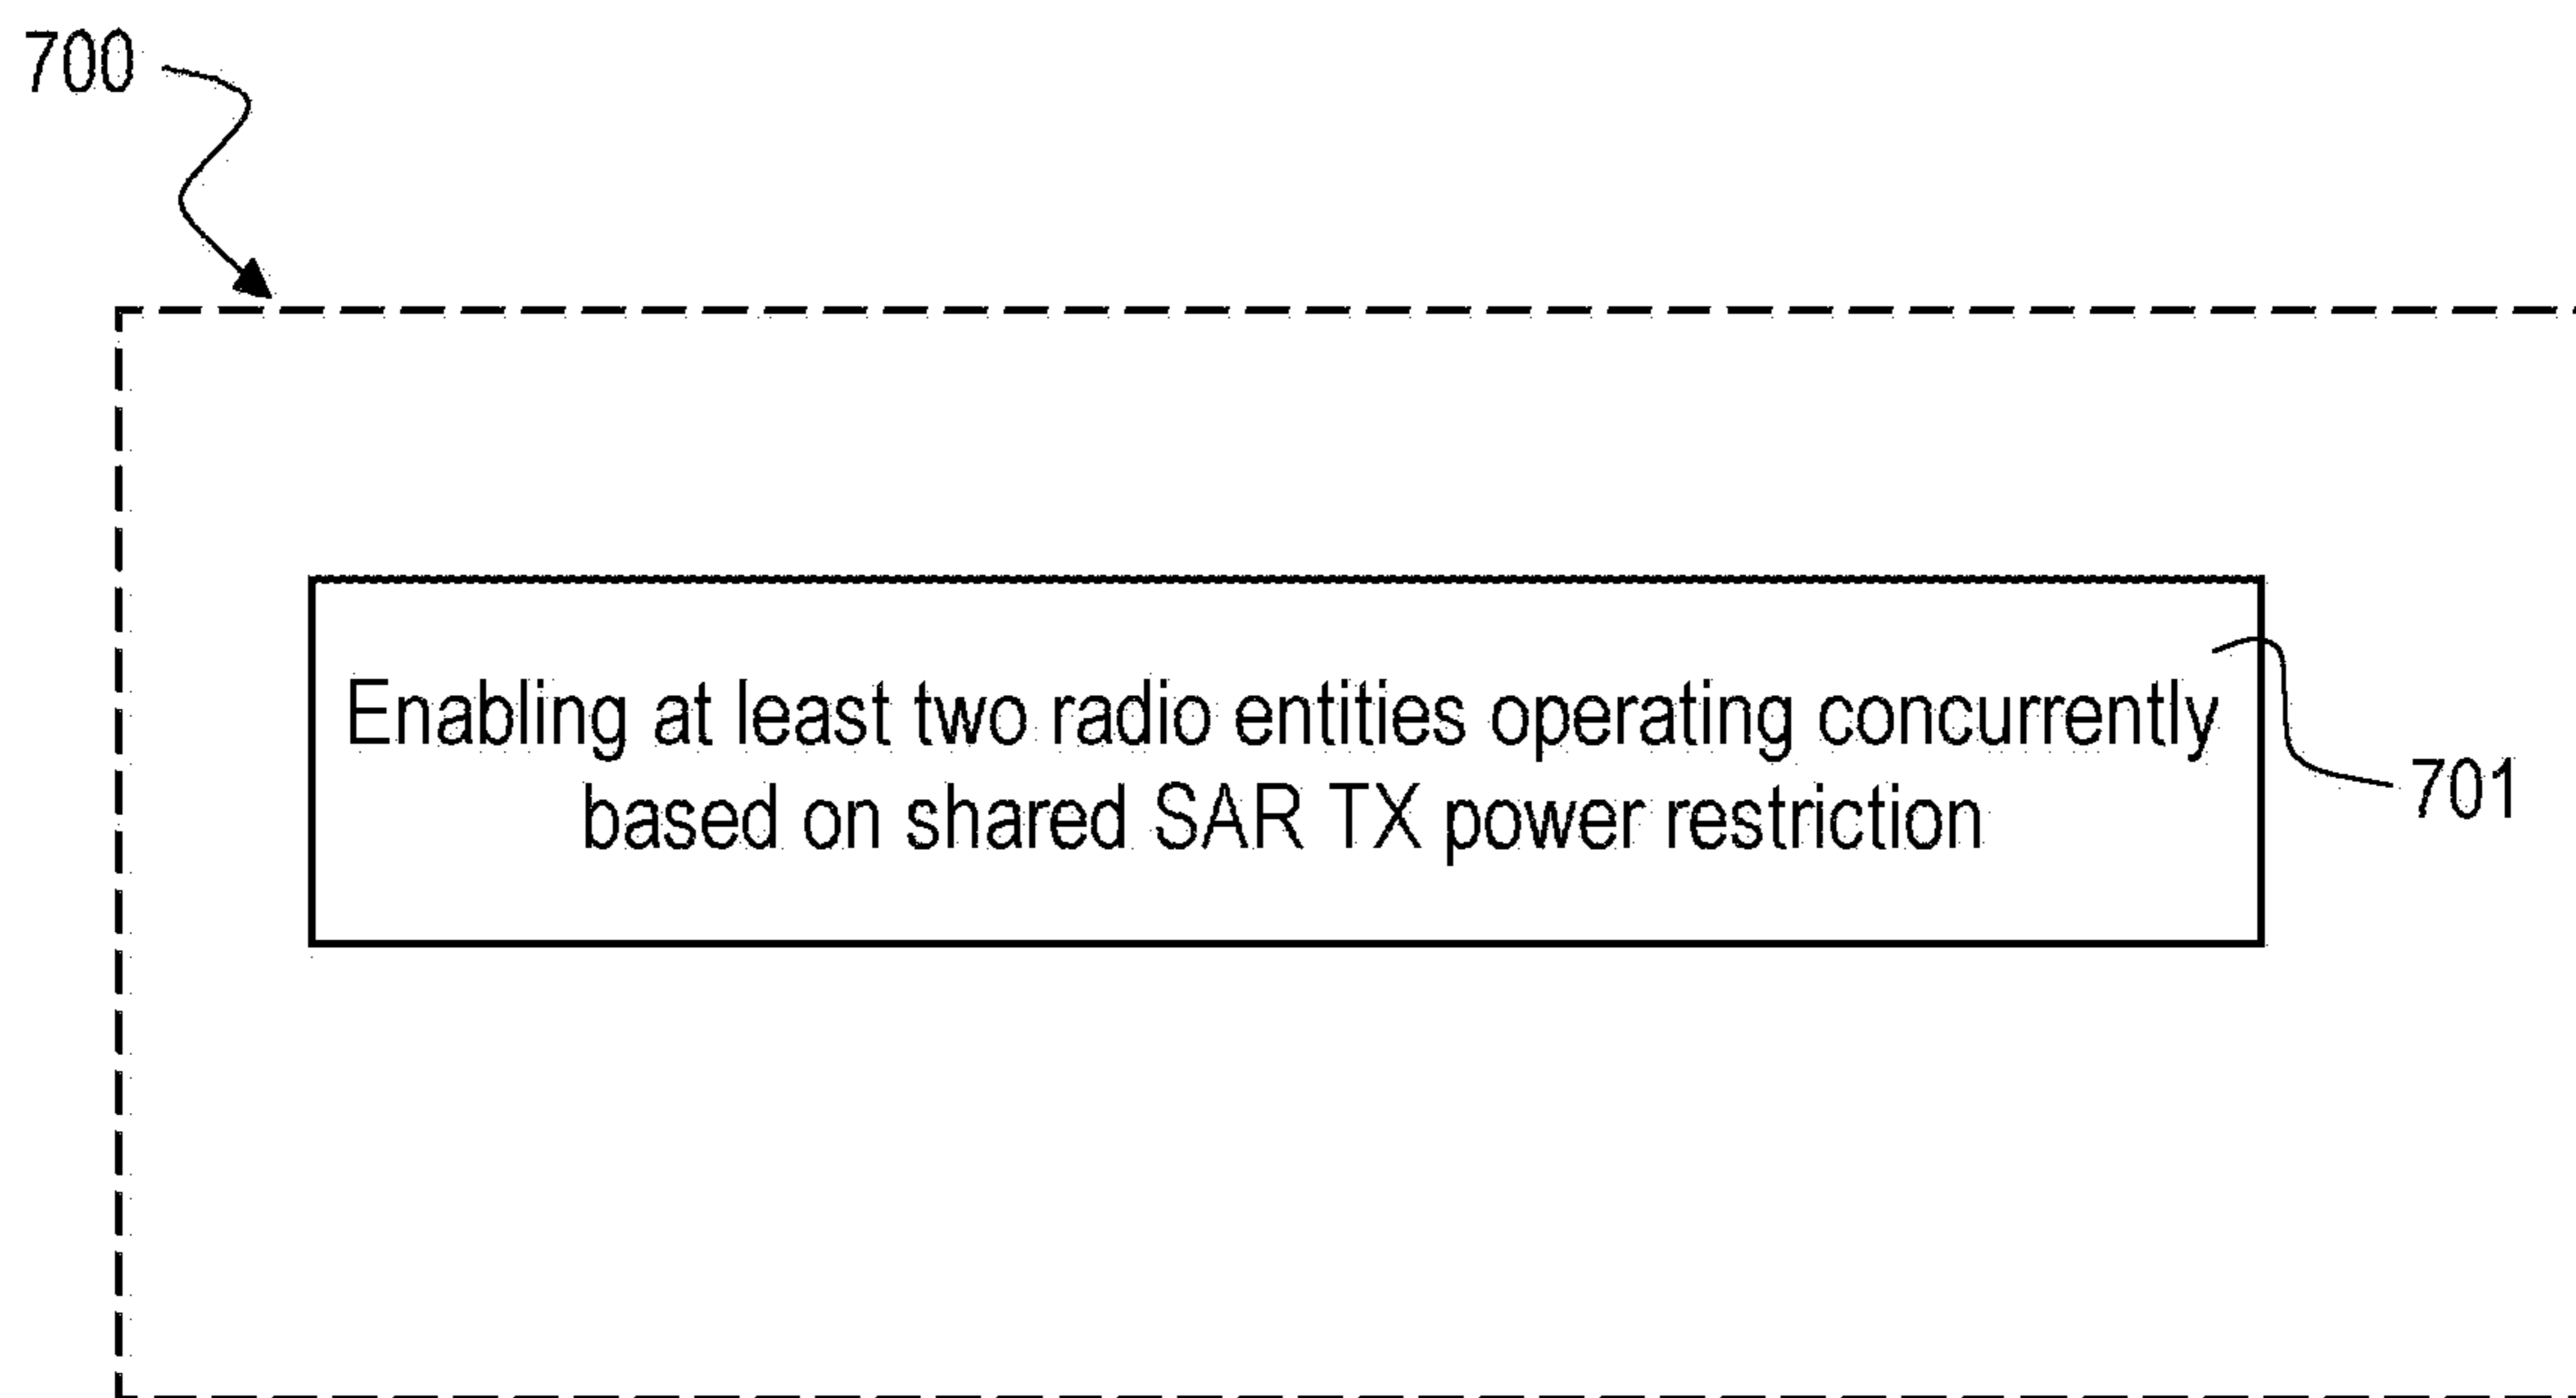 700
Enabling at least two radio entities operating concurrently
based on shared SAR TX power restriction
701